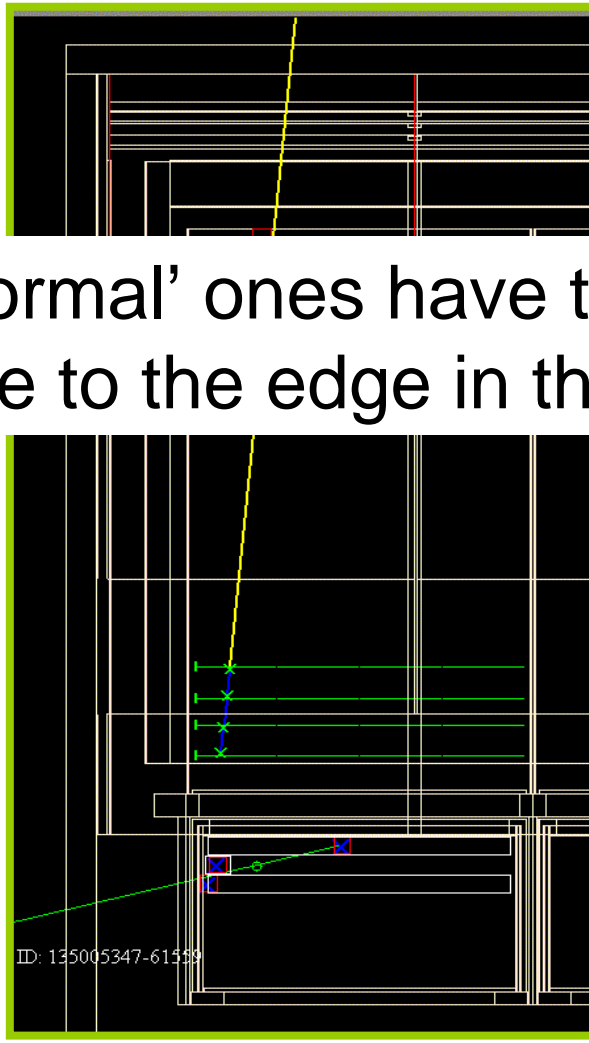 ormal’ ones have t
e to the edge in th
ID: 135005347-61559